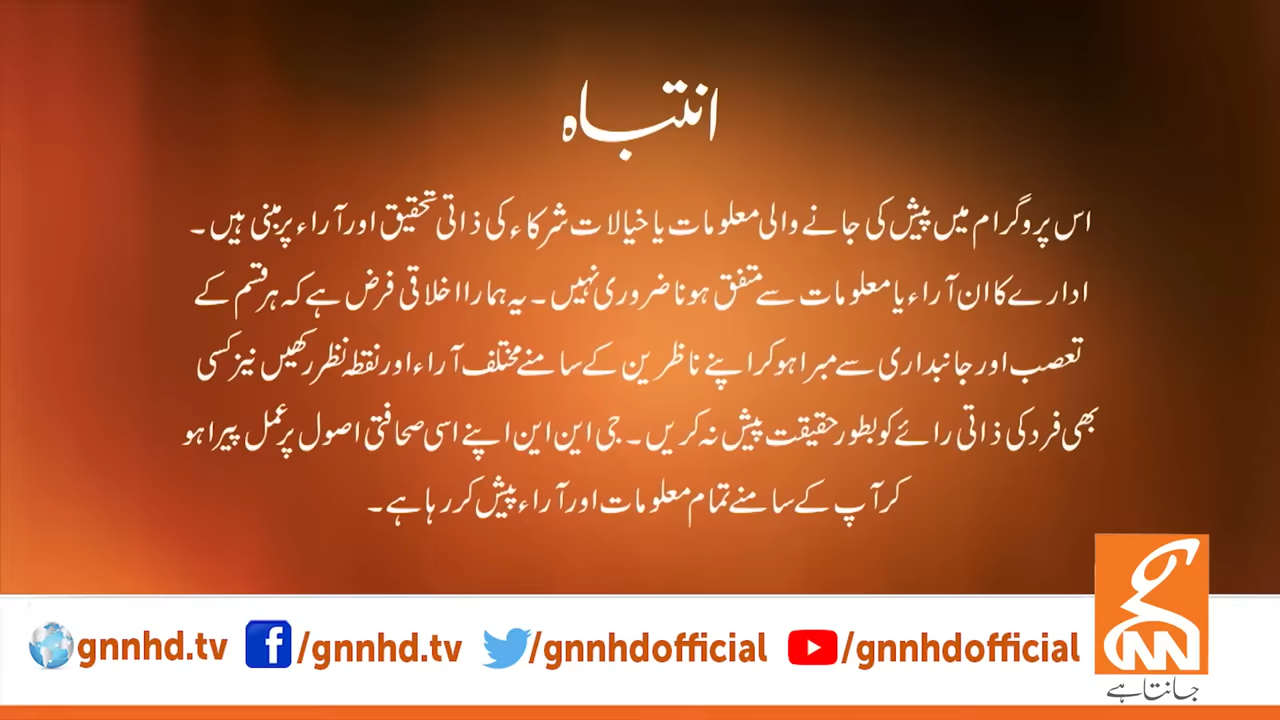 انتباہ
اس پروگرام میں پیش کی جانے والی معلومات یا خیالات شرکاء کی ذاتی تحقیق اور آراء پر مبنی ہیں۔
ادارے کا ان آراء یا معلومات سے متفق ہونا ضروری نہیں۔ یہ ہمارا اخلاقی فرض ہے کہ ہر قسم کے
تعصب اور جانبداری سے مبرا ہو کر اپنے ناظرین کے سامنے مختلف آراء اور نقطہ نظر رکھیں نیز کسی
بھی فرد کی ذاتی رائے کو بطور حقیقت پیش نہ کریں۔ جی این این اپنے اسی صحافتی اصول پر عمل پیرا ہو
کر آپ کے سامنے تمام معلومات اور آراء پیش کر رہا ہے۔
gnnhd.tv /gnnhd.tv /gnnhdofficial /gnnhdofficial
GNN
جانتا ہے